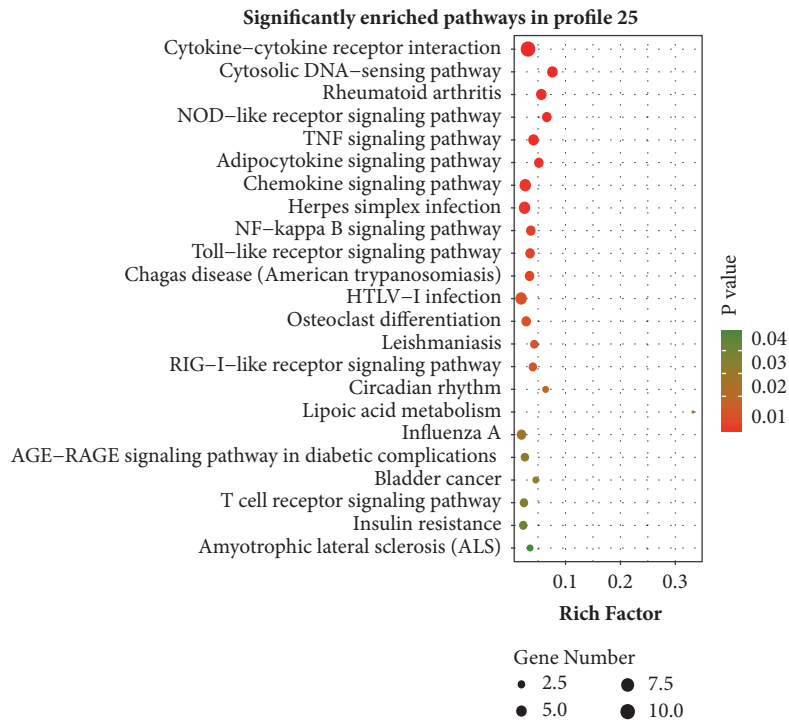 Significantly enriched pathways in profile 25
Cytokine−cytokine receptor interaction
Cytosolic DNA−sensing pathway
Rheumatoid arthritis
NOD−like receptor signaling pathway
TNF signaling pathway
Adipocytokine signaling pathway
Chemokine signaling pathway
Herpes simplex infection
NF−kappa B signaling pathway
Toll−like receptor signaling pathway
Chagas disease (American trypanosomiasis)
HTLV−I infection
Osteoclast differentiation
Leishmaniasis
RIG−I−like receptor signaling pathway
Circadian rhythm
Lipoic acid metabolism
Influenza A
AGE−RAGE signaling pathway in diabetic complications
Bladder cancer
T cell receptor signaling pathway
Insulin resistance
Amyotrophic lateral sclerosis (ALS)
0.1 0.2 0.3
Rich Factor
P value
0.04
0.03
0.02
0.01
Gene Number
2.5 7.5
5.0 10.0